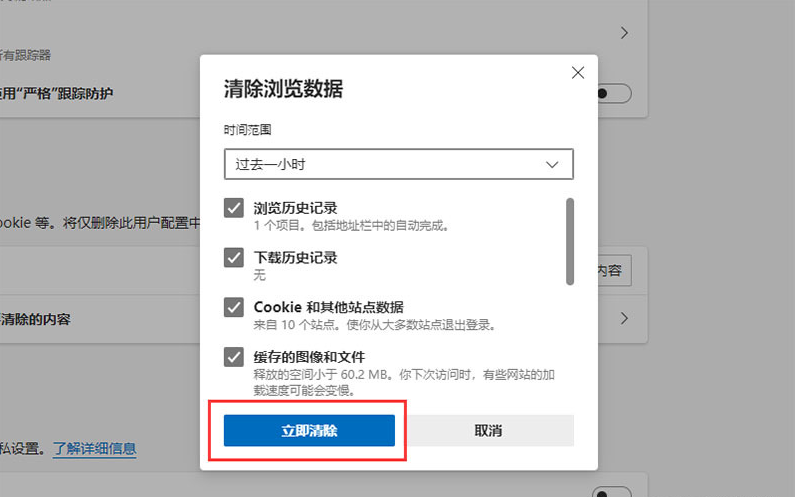 所有跟踪器
使用“严格”跟踪防护
清除浏览数据
时间范围
过去一小时
浏览历史记录
1 个项目。包括地址栏中的自动完成。
下载历史记录
无
Cookie 和其他站点数据
来自 10 个站点。使你从大多数站点退出登录。
缓存的图像和文件
释放的空间小于 60.2 MB。你下次访问时，有些网站的加
载速度可能会变慢。
立即清除
取消
ookie 等。将仅删除此用户配置中
内容
清除的内容
私设置。了解详细信息